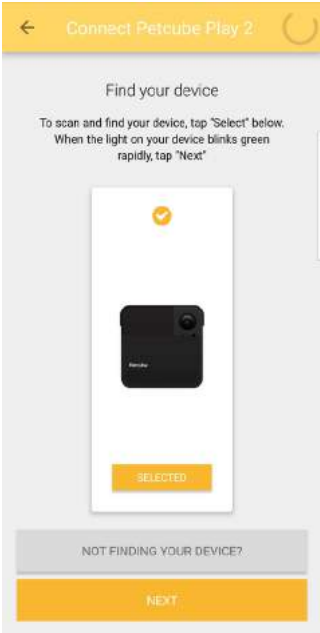 Connect Petcube Play 2
Find your device
To scan and find your device, tap "Select" below.
When the light on your device blinks green
rapidly, tap "Next"
Petcube
SELECTED
NOT FINDING YOUR DEVICE?
NEXT